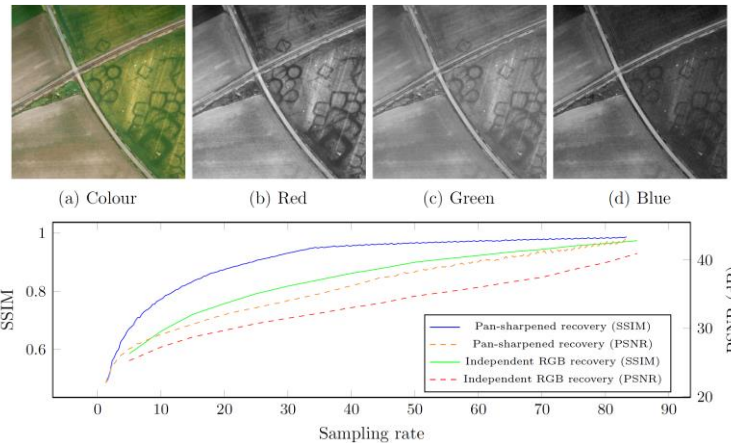 (a) Colour
(b) Red
(c) Green
(d) Blue
SSIM
1
0.8
0.6
40
30
20
PSNR (dB)
Pan-sharpened recovery (SSIM)
Pan-sharpened recovery (PSNR)
Independent RGB recovery (SSIM)
Independent RGB recovery (PSNR)
0 10 20 30 40 50 60 70 80 90
Sampling rate